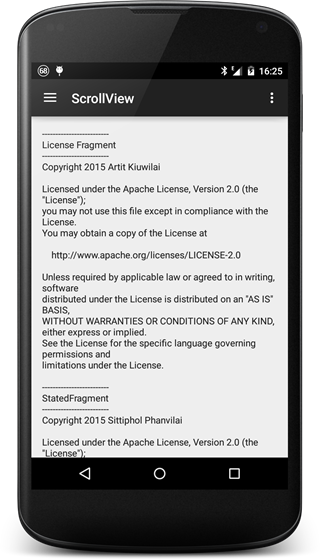 68
16:25
ScrollView
-------------------------
License Fragment
-------------------------
Copyright 2015 Artit Kiuwilai
Licensed under the Apache License, Version 2.0 (the
"License");
you may not use this file except in compliance with the
License.
You may obtain a copy of the License at
http://www.apache.org/licenses/LICENSE-2.0
Unless required by applicable law or agreed to in writing,
software
distributed under the License is distributed on an "AS IS"
BASIS,
WITHOUT WARRANTIES OR CONDITIONS OF ANY KIND,
either express or implied.
See the License for the specific language governing
permissions and
limitations under the License.
-------------------------
StatedFragment
-------------------------
Copyright 2015 Sittiphol Phanvilai
Licensed under the Apache License, Version 2.0 (the
"License");